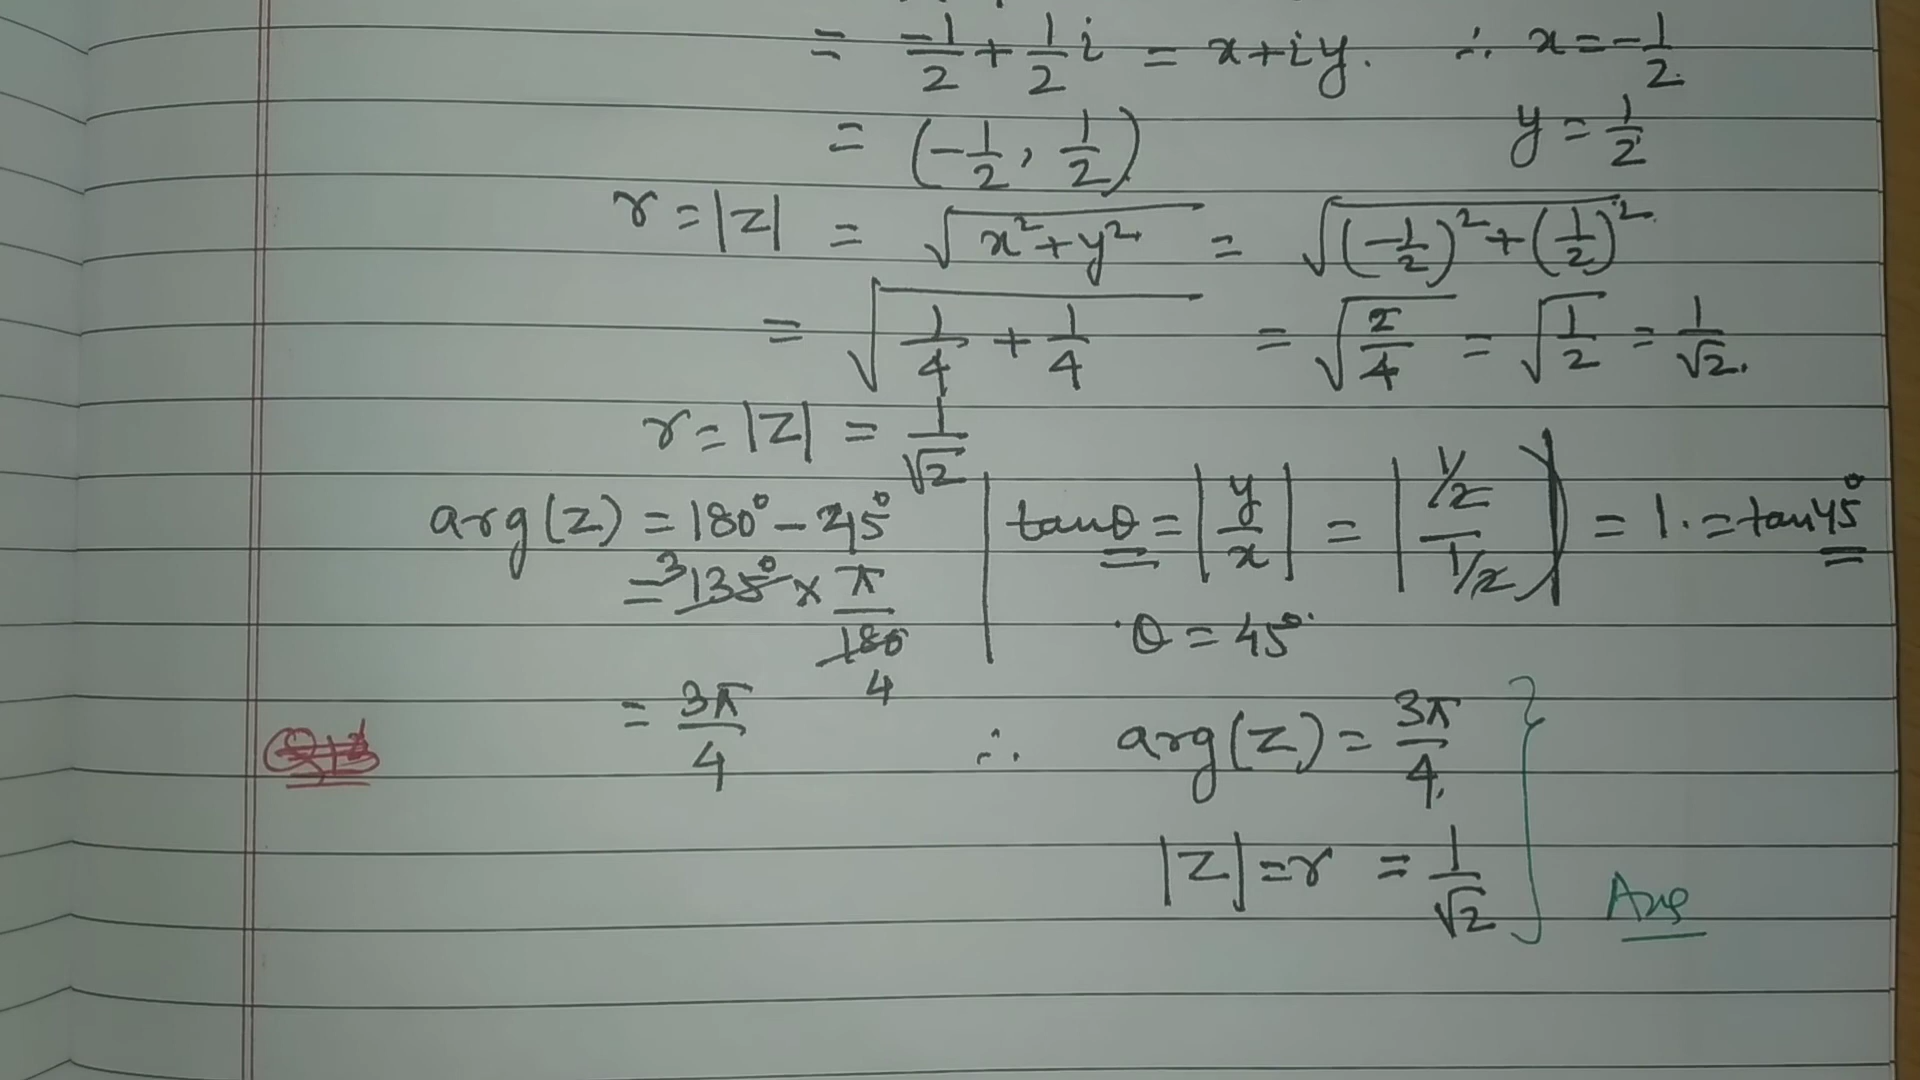 = -1/2 + 1/2 i = x+iy. ∴ x = -1/2.
= (-1/2, 1/2) y = 1/2
r = |z| = √(x²+y²) = √((-1/2)²+(1/2)²)
= √(1/4 + 1/4) = √(2/4) = √(1/2) = 1/√2.
r = |z| = 1/√2
arg(z) = 180° - 45° | tanθ = |y/x| = |(1/2)/(1/2)| = 1. = tan45°
= 135° × π/180 3 4
θ = 45°
= 3π/4 ∴ arg(z) = 3π/4.
|z| = r = 1/√2
Ans